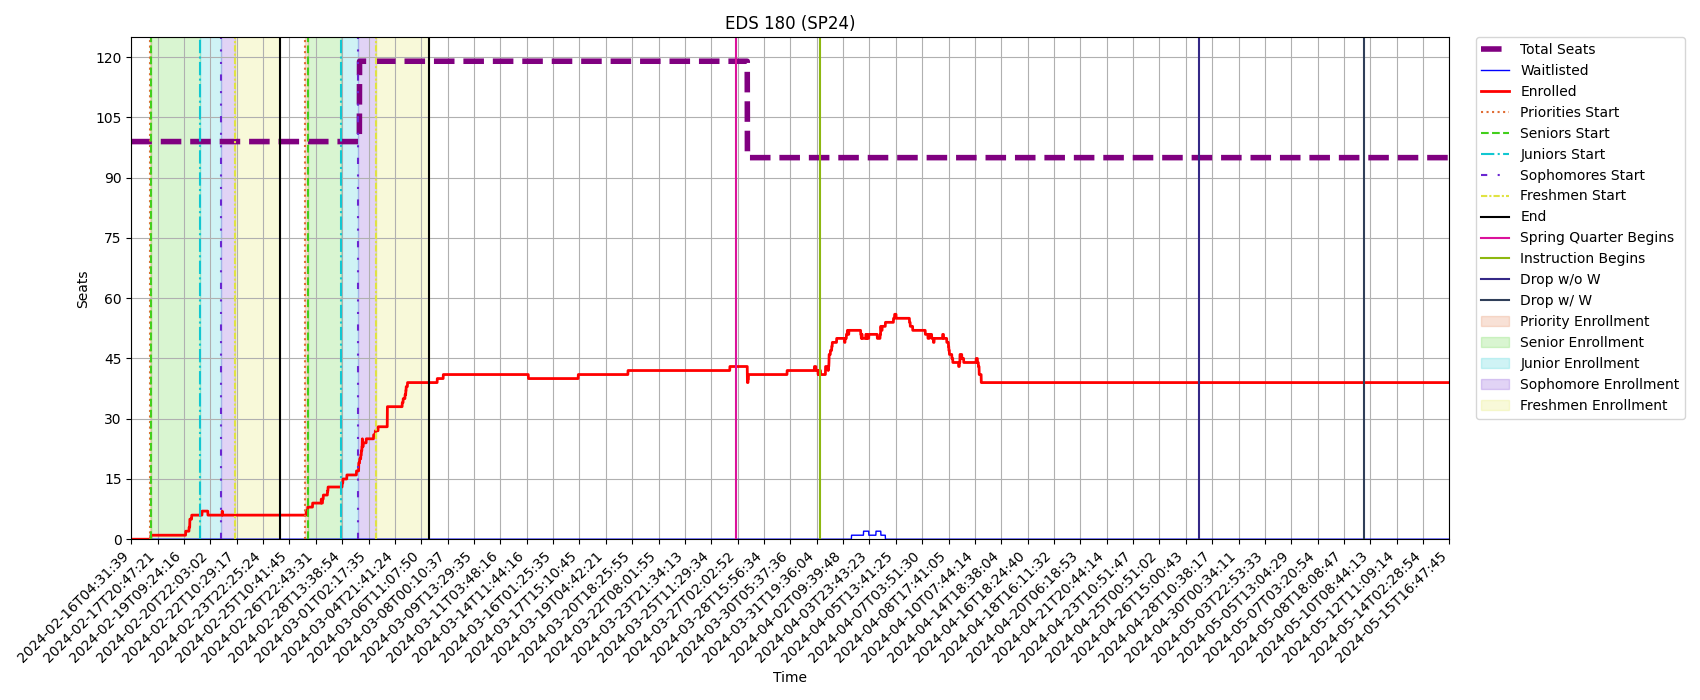 EDS 180 (SP24)
Seats
120
105
90
75
60
45
30
15
0
2024-02-16T04:31:39
2024-02-17T20:47:21
2024-02-19T09:24:16
2024-02-20T22:03:02
2024-02-22T10:29:17
2024-02-23T22:25:24
2024-02-25T10:41:45
2024-02-26T22:43:31
2024-02-28T13:38:54
2024-03-01T02:17:35
2024-03-04T21:41:24
2024-03-06T11:07:50
2024-03-08T00:10:37
2024-03-09T13:29:35
2024-03-11T03:48:16
2024-03-14T11:44:16
2024-03-16T01:25:35
2024-03-17T15:10:45
2024-03-19T04:42:21
2024-03-20T18:25:55
2024-03-22T08:01:55
2024-03-23T21:34:13
2024-03-25T11:29:34
2024-03-27T02:02:52
2024-03-28T15:56:34
2024-03-30T05:37:36
2024-03-31T19:36:04
2024-04-02T09:39:48
2024-04-03T23:43:23
2024-04-05T13:41:25
2024-04-07T03:51:30
2024-04-08T17:41:05
2024-04-10T07:44:14
2024-04-14T18:38:04
2024-04-16T18:24:40
2024-04-18T16:11:32
2024-04-20T06:18:53
2024-04-21T20:44:14
2024-04-23T10:51:47
2024-04-25T00:51:02
2024-04-26T15:00:43
2024-04-28T10:38:17
2024-04-30T00:34:11
2024-05-03T22:53:33
2024-05-05T13:04:29
2024-05-07T03:20:54
2024-05-08T18:08:47
2024-05-10T08:44:13
2024-05-12T11:09:14
2024-05-14T02:28:54
2024-05-15T16:47:45
Time
Total Seats
Waitlisted
Enrolled
Priorities Start
Seniors Start
Juniors Start
Sophomores Start
Freshmen Start
End
Spring Quarter Begins
Instruction Begins
Drop w/o W
Drop w/ W
Priority Enrollment
Senior Enrollment
Junior Enrollment
Sophomore Enrollment
Freshmen Enrollment